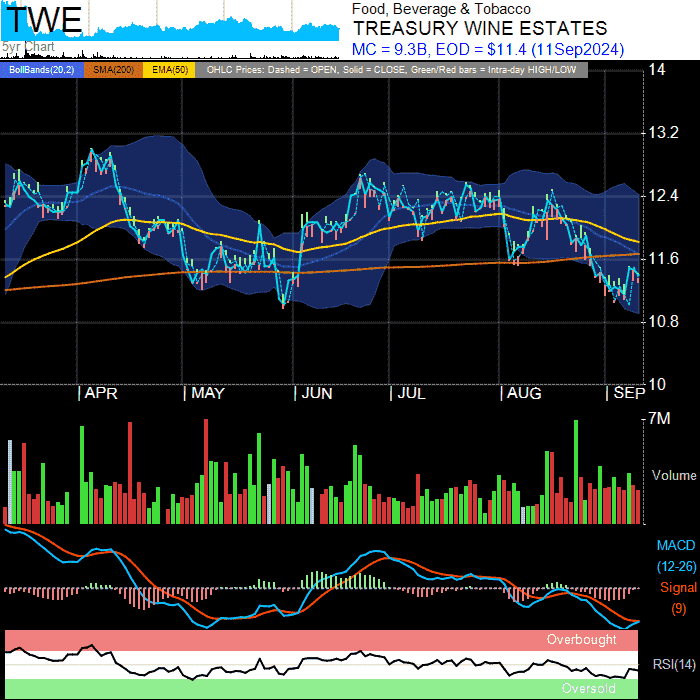 TWE
5yr Chart
Food, Beverage & Tobacco
TREASURY WINE ESTATES
MC = 9.3B, EOD = $11.4 (11Sep2024)
BollBands(20,2) SMA(200) EMA(50) OHLC Prices: Dashed = OPEN, Solid = CLOSE, Green/Red bars = Intra-day HIGH/LOW
14
13.2
12.4
11.6
10.8
10
| APR | MAY | JUN | JUL | AUG | SEP
7M
Volume
MACD
(12-26)
Signal
(9)
Overbought
RSI(14)
Oversold